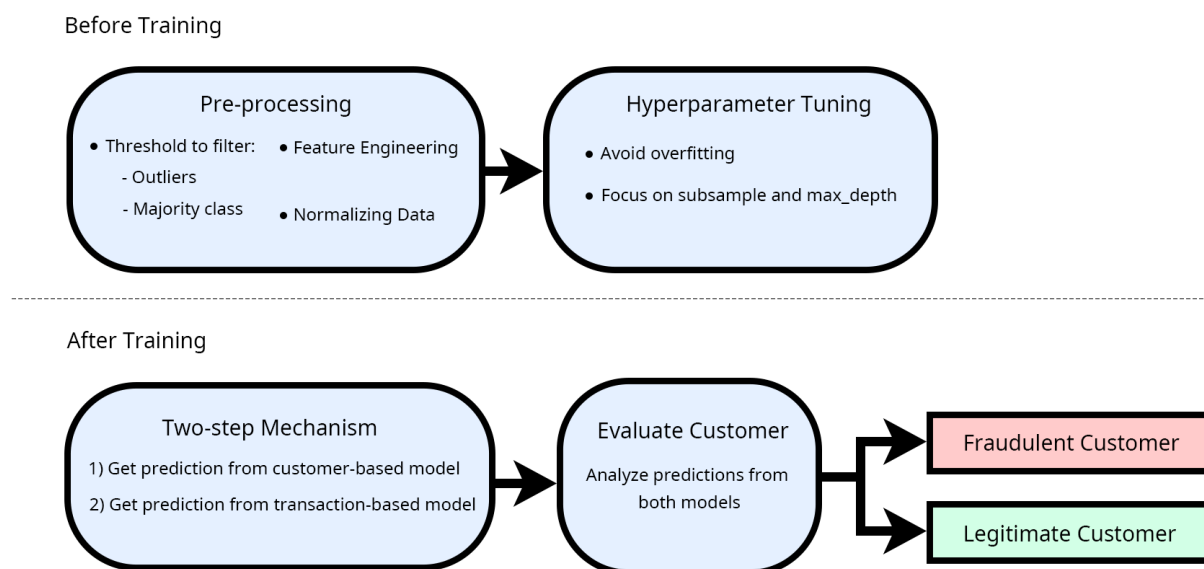 Before Training
Pre-processing
● Threshold to filter:
- Outliers
- Majority class
● Feature Engineering
● Normalizing Data
Hyperparameter Tuning
● Avoid overfitting
● Focus on subsample and max_depth
After Training
Two-step Mechanism
1) Get prediction from customer-based model
2) Get prediction from transaction-based model
Evaluate Customer
Analyze predictions from
both models
Fraudulent Customer
Legitimate Customer